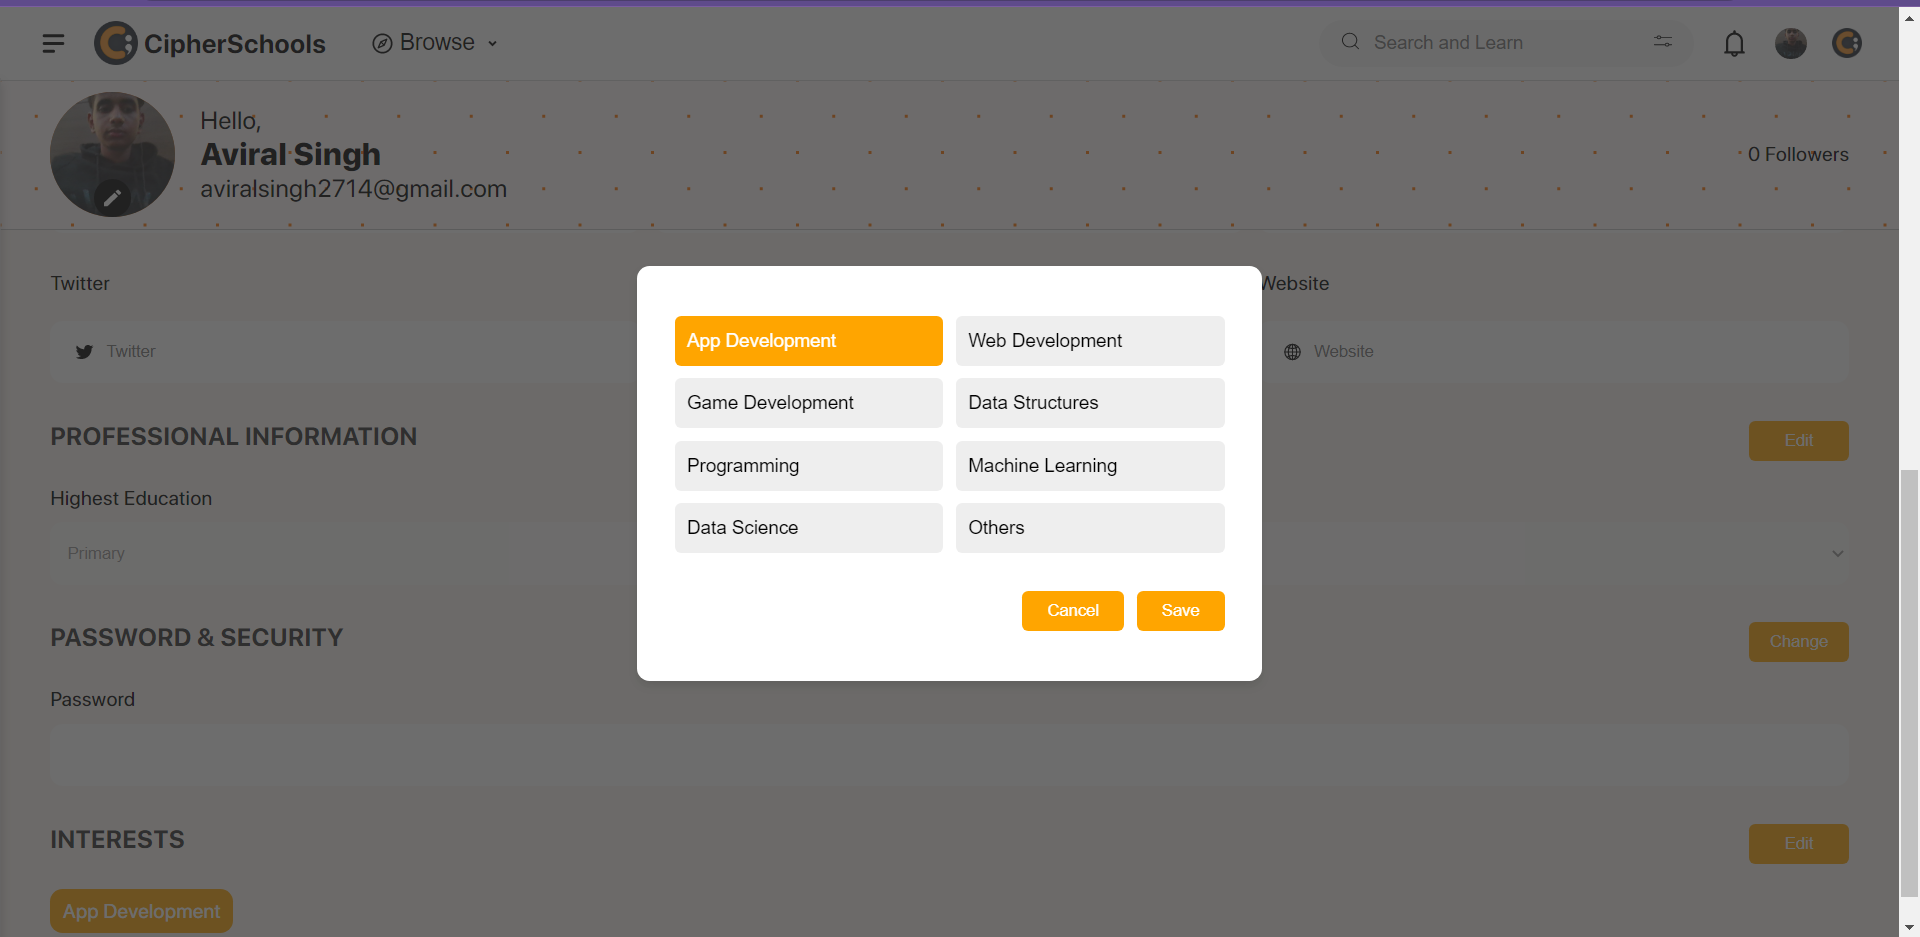 CipherSchools
Browse
Search and Learn
Hello,
Aviral Singh
aviralsingh2714@gmail.com
0 Followers
Twitter
Website
Twitter
Website
App Development
Web Development
Game Development
Data Structures
Programming
Machine Learning
Data Science
Others
Cancel
Save
PROFESSIONAL INFORMATION
Edit
Highest Education
Primary
PASSWORD & SECURITY
Change
Password
INTERESTS
Edit
App Development